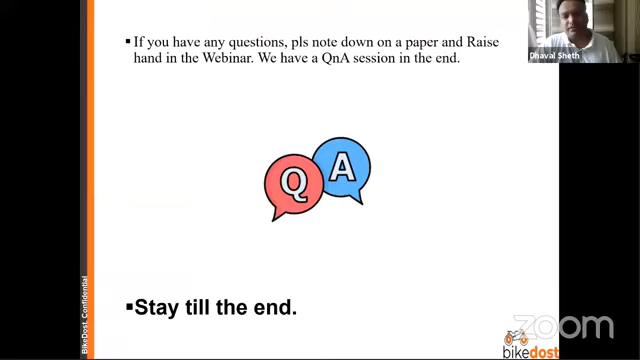 ▪ If you have any questions, pls note down on a paper and Raise
hand in the Webinar. We have a QnA session in the end.
Dhaval Sheth
Q A
▪Stay till the end.
BikeDost Confidential
zoom
bikedost